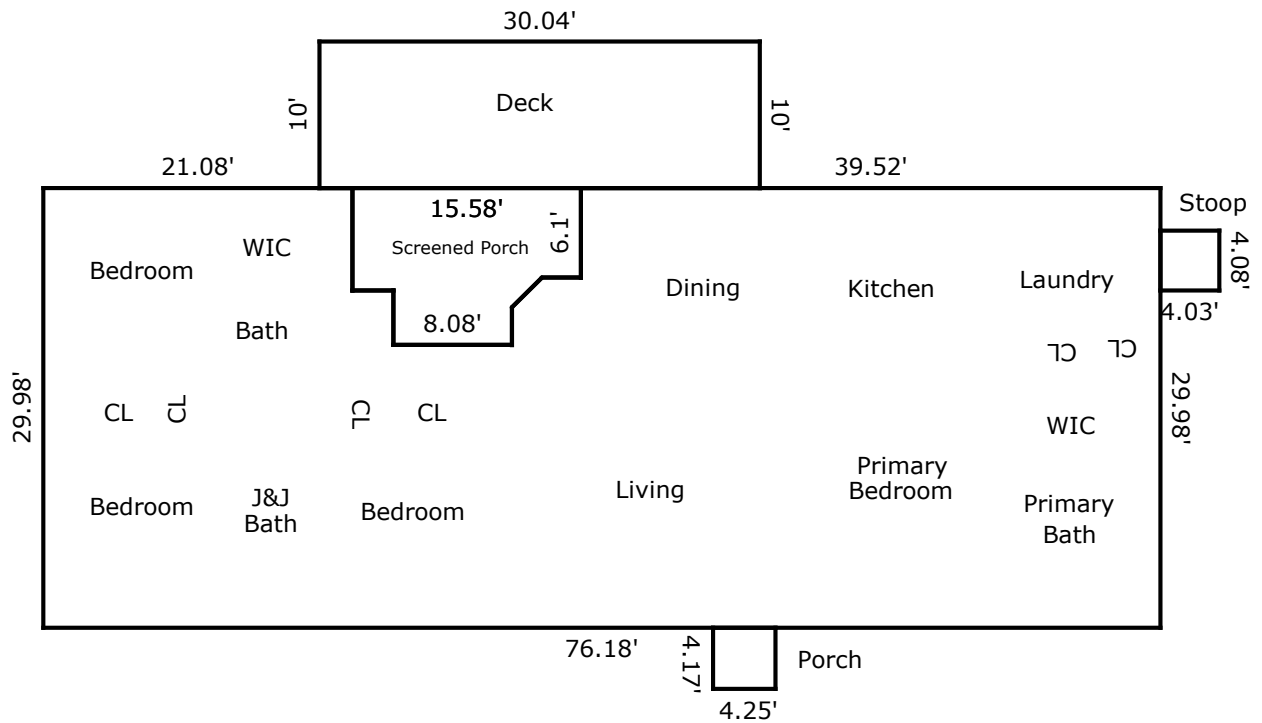 30.04'
10'
Deck
10'
21.08'
39.52'
15.58'
6.1'
Stoop
4.08'
4.03'
WIC
Screened Porch
Bedroom
Dining
Kitchen
Laundry
Bath
8.08'
CL
CL
29.98'
CL
CL
CL
CL
WIC
29.98'
Primary
Bedroom
Living
Bedroom
J&J
Bath
Bedroom
Primary
Bath
76.18'
4.17'
Porch
4.25'